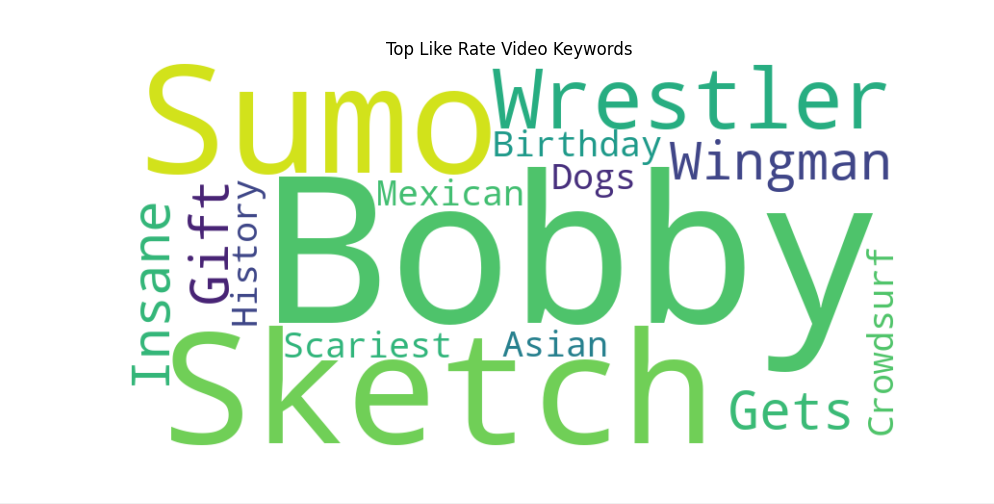 Top Like Rate Video Keywords
Sumo
Wrestler
Birthday
Wingman
Dogs
Mexican
Bobby
Insane
Gift
History
Scariest
Asian
Sketch
Gets
Crowdsurf